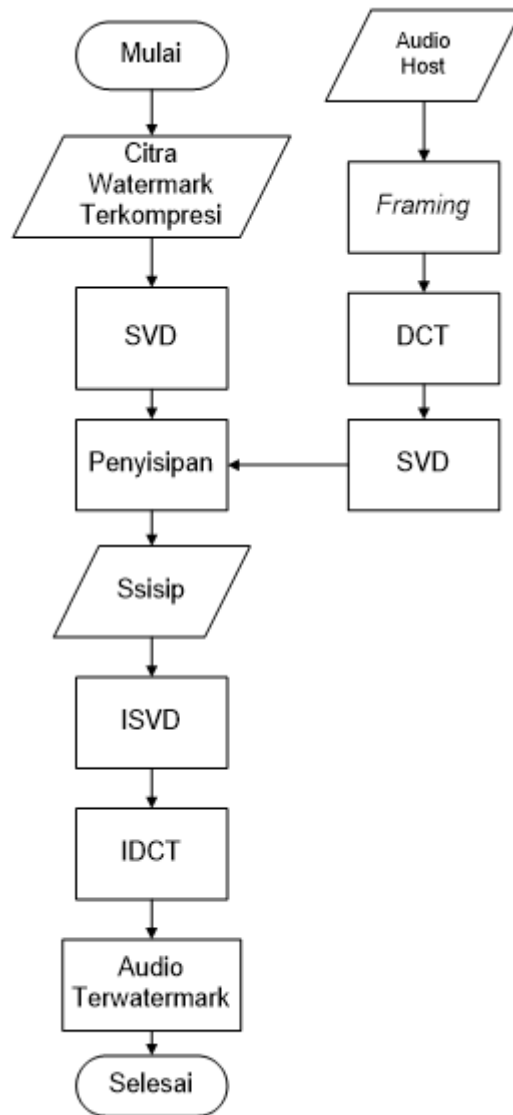 Mulai
Citra
Watermark
Terkompresi
SVD
Penyisipan
Ssisip
ISVD
IDCT
Audio
Terwatermark
Selesai
Audio
Host
Framing
DCT
SVD